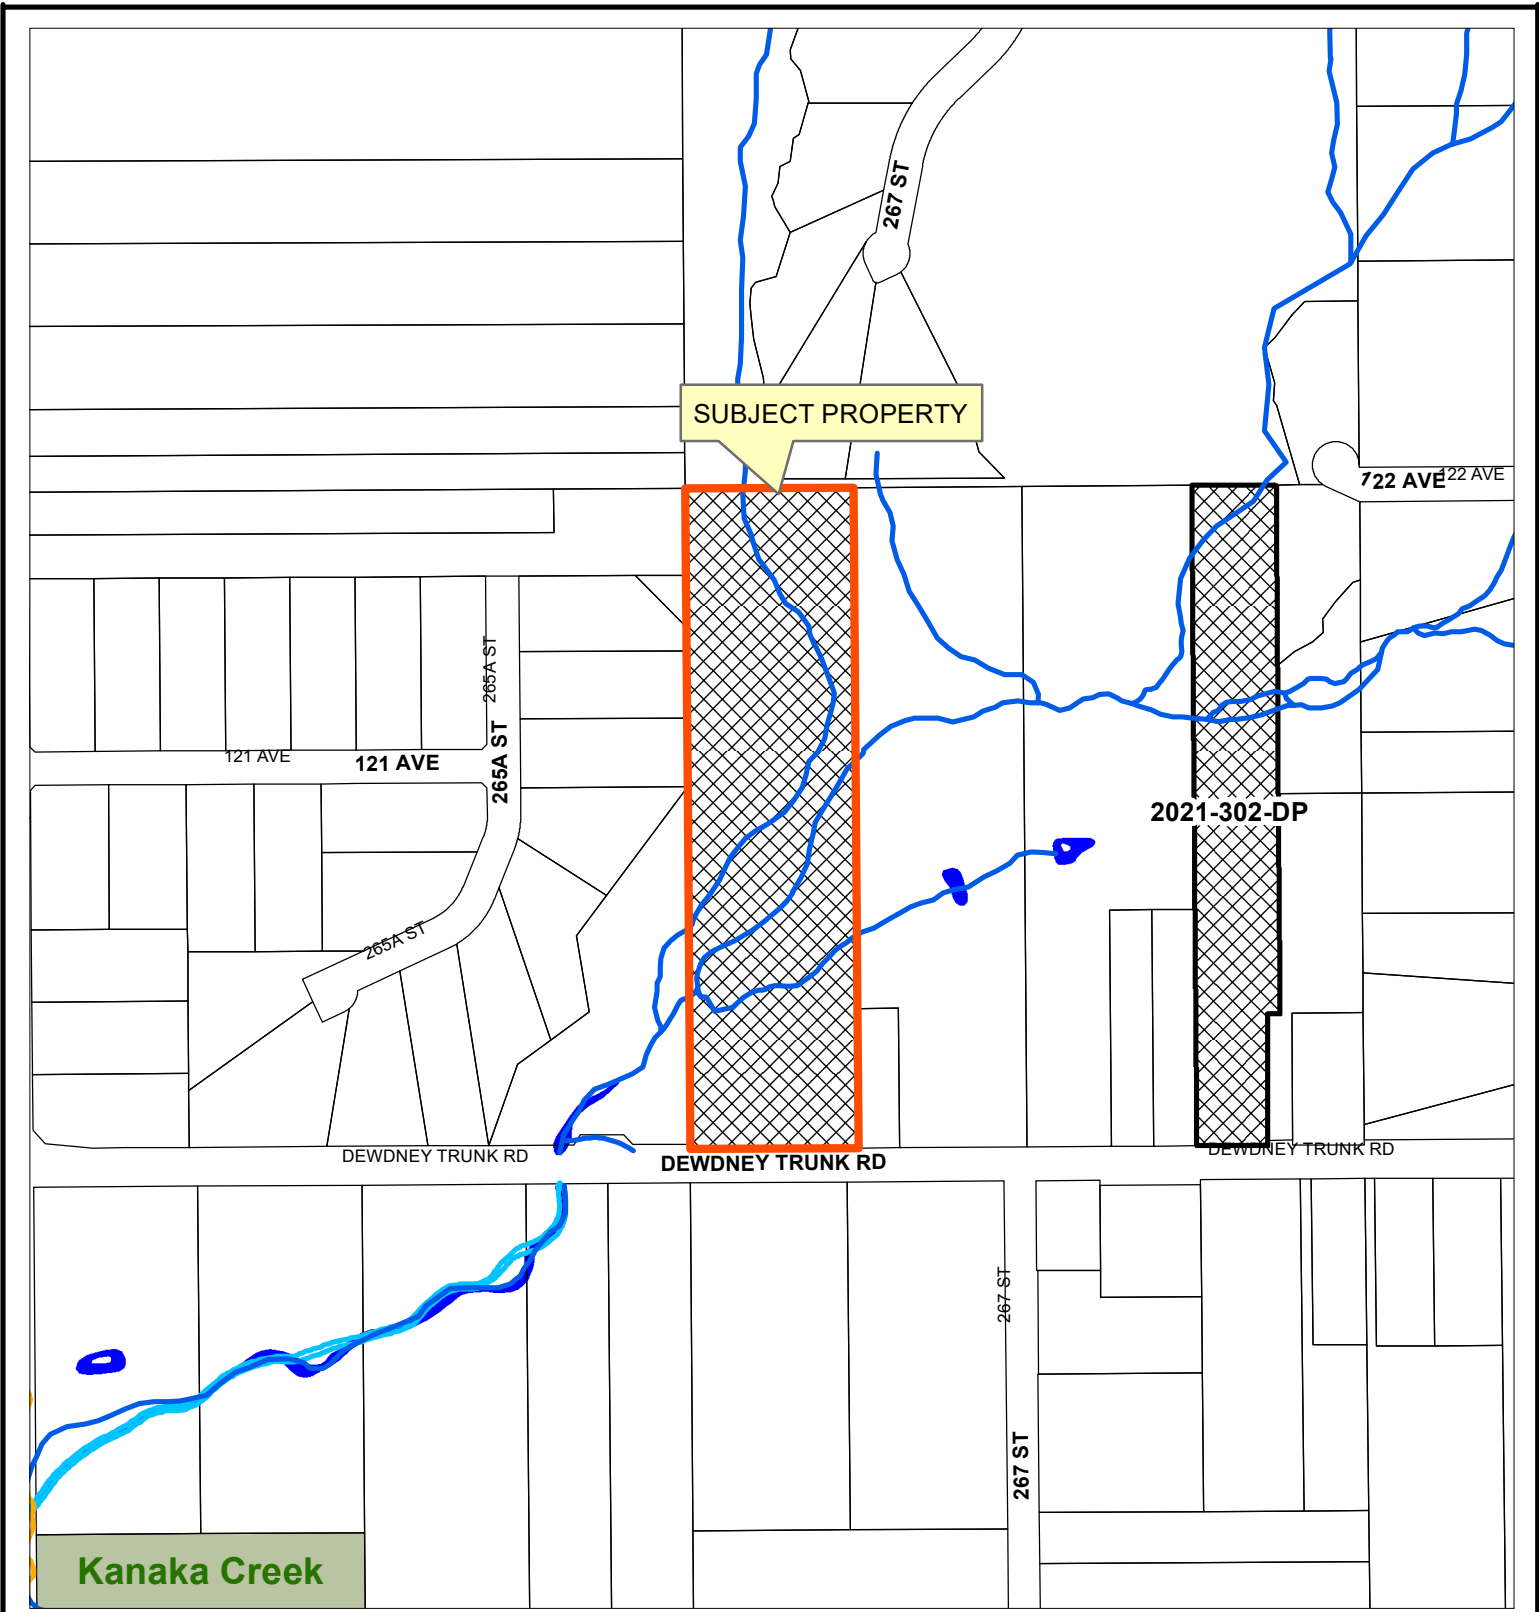 267 ST
SUBJECT PROPERTY
122 AVE
122 AVE
265A ST
265A ST
121 AVE
121 AVE
2021-302-DP
265A ST
DEWDNEY TRUNK RD
DEWDNEY TRUNK RD
DEWDNEY TRUNK RD
267 ST
267 ST
Kanaka Creek